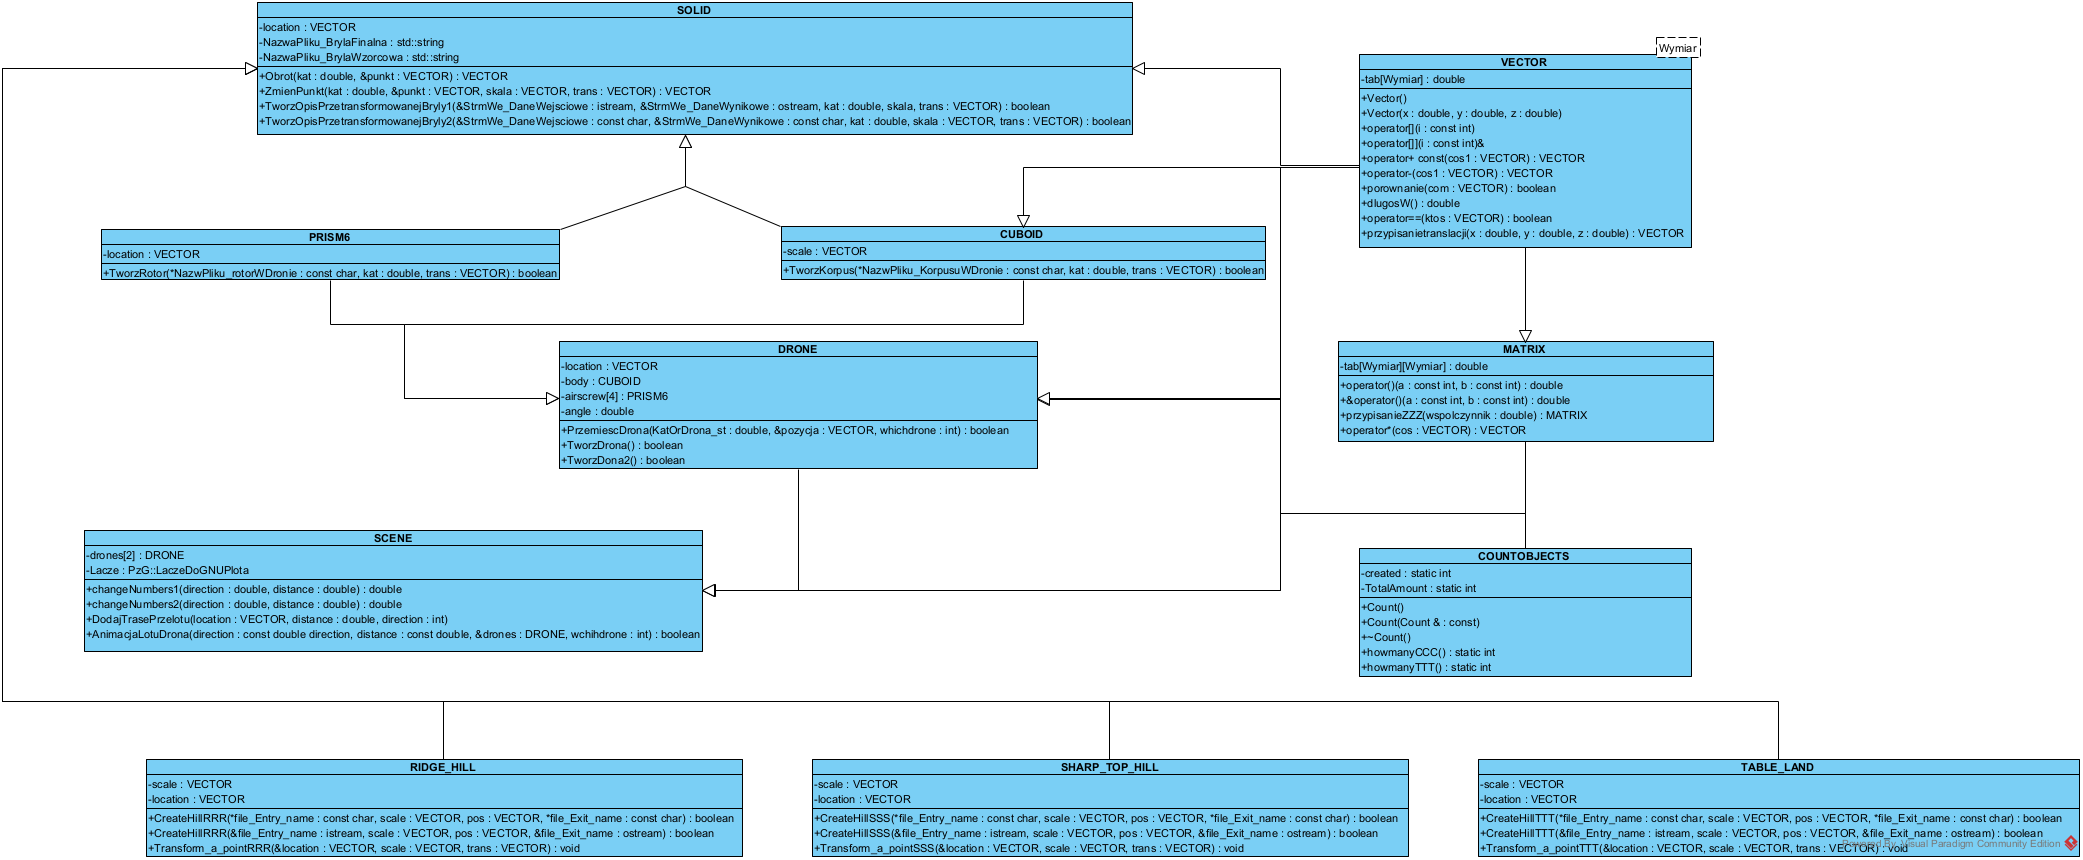 SOLID
-location : VECTOR
-NazwaPliku_BrylaFinalna : std::string
-NazwaPliku_BrylaWzorcowa : std::string
+Obrot(kat : double, &punkt : VECTOR) : VECTOR
+ZmienPunkt(kat : double, &punkt : VECTOR, skala : VECTOR, trans : VECTOR) : VECTOR
+TworzOpisPrzetransformowanejBryly1(&StrmWe_DaneWejsciowe : istream, &StrmWe_DaneWynikowe : ostream, kat : double, skala, trans : VECTOR) : boolean
+TworzOpisPrzetransformowanejBryly2(&StrmWe_DaneWejsciowe : const char, &StrmWe_DaneWynikowe : const char, kat : double, skala : VECTOR, trans : VECTOR) : boolean
Wymiar
VECTOR
-tab[Wymiar] : double
+Vector()
+Vector(x : double, y : double, z : double)
+operator[](i : const int)
+operator[]](i : const int)&
+operator+ const(cos1 : VECTOR) : VECTOR
+operator-(cos1 : VECTOR) : VECTOR
+porownanie(com : VECTOR) : boolean
+dlugosW() : double
+operator==(ktos : VECTOR) : boolean
+przypisanietranslacji(x : double, y : double, z : double) : VECTOR
PRISM6
-location : VECTOR
+TworzRotor(*NazwPliku_rotorWDronie : const char, kat : double, trans : VECTOR) : boolean
CUBOID
-scale : VECTOR
+TworzKorpus(*NazwPliku_KorpusuWDronie : const char, kat : double, trans : VECTOR) : boolean
DRONE
-location : VECTOR
-body : CUBOID
-airscrew[4] : PRISM6
-angle : double
+PrzemiescDrona(KatOrDrona_st : double, &pozycja : VECTOR, whichdrone : int) : boolean
+TworzDrona() : boolean
+TworzDona2() : boolean
MATRIX
-tab[Wymiar][Wymiar] : double
+operator()(a : const int, b : const int) : double
+&operator()(a : const int, b : const int) : double
+przypisanieZZZ(wspolczynnik : double) : MATRIX
+operator*(cos : VECTOR) : VECTOR
SCENE
-drones[2] : DRONE
-Lacze : PzG::LaczeDoGNUPlota
+changeNumbers1(direction : double, distance : double) : double
+changeNumbers2(direction : double, distance : double) : double
+DodajTrasePrzelotu(location : VECTOR, distance : double, direction : int)
+AnimacjaLotuDrona(direction : const double direction, distance : const double, &drones : DRONE, wchihdrone : int) : boolean
COUNTOBJECTS
-created : static int
-TotalAmount : static int
+Count()
+Count(Count & : const)
+~Count()
+howmanyCCC() : static int
+howmanyTTT() : static int
RIDGE_HILL
-scale : VECTOR
-location : VECTOR
+CreateHillRRR(*file_Entry_name : const char, scale : VECTOR, pos : VECTOR, *file_Exit_name : const char) : boolean
+CreateHillRRR(&file_Entry_name : istream, scale : VECTOR, pos : VECTOR, &file_Exit_name : ostream) : boolean
+Transform_a_pointRRR(&location : VECTOR, scale : VECTOR, trans : VECTOR) : void
SHARP_TOP_HILL
-scale : VECTOR
-location : VECTOR
+CreateHillSSS(*file_Entry_name : const char, scale : VECTOR, pos : VECTOR, *file_Exit_name : const char) : boolean
+CreateHillSSS(&file_Entry_name : istream, scale : VECTOR, pos : VECTOR, &file_Exit_name : ostream) : boolean
+Transform_a_pointSSS(&location : VECTOR, scale : VECTOR, trans : VECTOR) : void
TABLE_LAND
-scale : VECTOR
-location : VECTOR
+CreateHillTTT(*file_Entry_name : const char, scale : VECTOR, pos : VECTOR, *file_Exit_name : const char) : boolean
+CreateHillTTT(&file_Entry_name : istream, scale : VECTOR, pos : VECTOR, &file_Exit_name : ostream) : boolean
+Transform_a_pointTTT(&location : VECTOR, scale : VECTOR, trans : VECTOR) : void
Powered By Visual Paradigm Community Edition